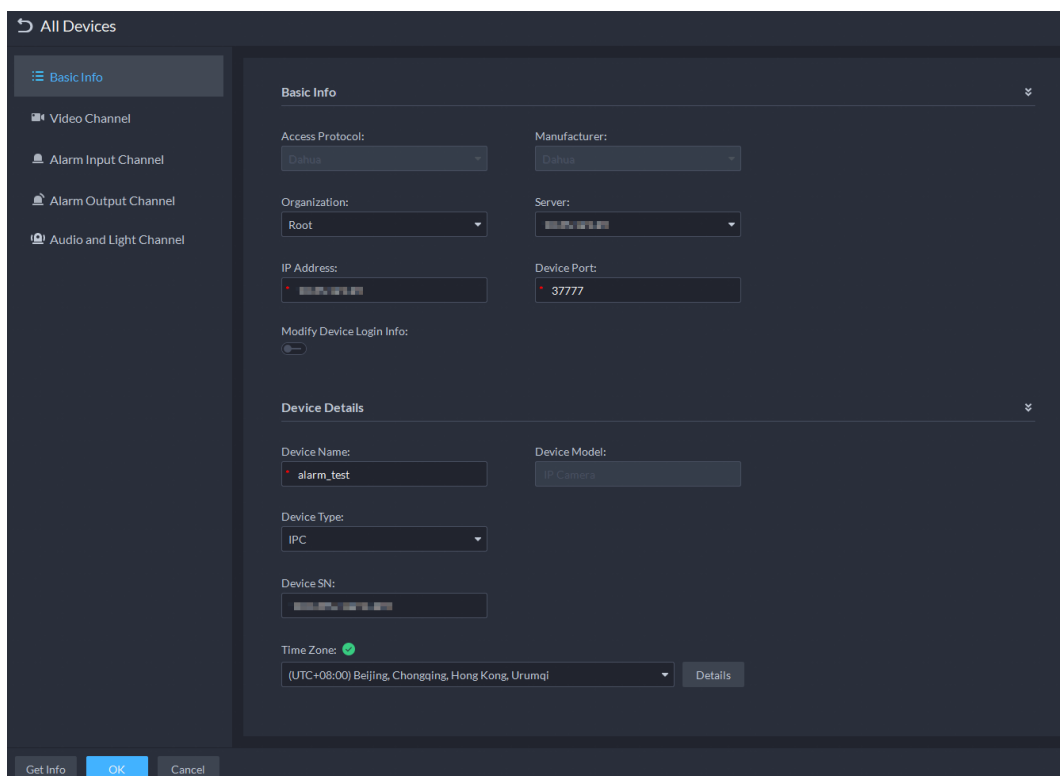 All Devices
Basic Info
Video Channel
Alarm Input Channel
Alarm Output Channel
Audio and Light Channel
Basic Info
Access Protocol: Manufacturer:
Dahua Dahua
Organization: Server:
Root
IP Address: Device Port:
* * 37777
Modify Device Login Info:
Device Details
Device Name: Device Model:
* alarm_test IP Camera
Device Type:
IPC
Device SN:
Time Zone:
(UTC+08:00) Beijing, Chongqing, Hong Kong, Urumqi Details
Get Info OK Cancel